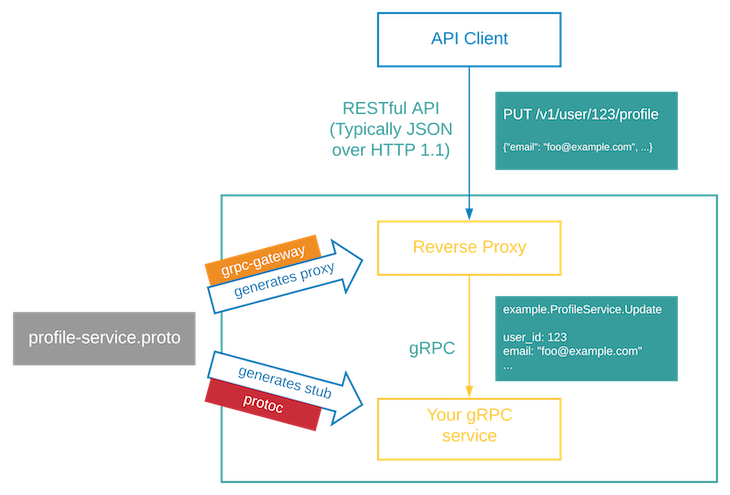 API Client
RESTful API
(Typically JSON
over HTTP 1.1)
PUT /v1/user/123/profile
{"email": "foo@example.com", ...}
grpc-gateway
generates proxy
Reverse Proxy
profile-service.proto
gRPC
example.ProfileService.Update
user_id: 123
email: "foo@example.com"
...
generates stub
protoc
Your gRPC
service